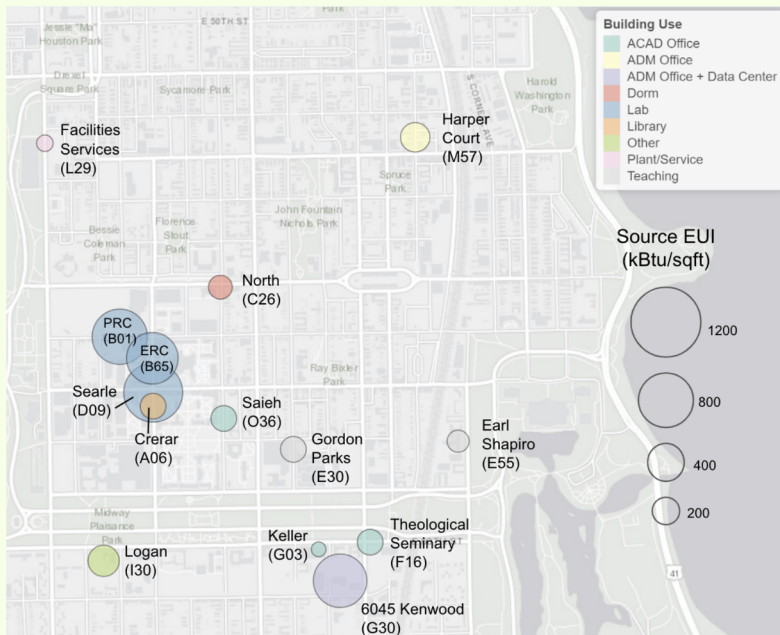 Park
Jessie "Ma"
Houston Park
E 50TH ST
Drexel
Square Park
Sycamore Park
S CORNELL AVE
Harold
Washington
Park
Building Use
ACAD Office
ADM Office
ADM Office + Data Center
Dorm
Lab
Library
Other
Plant/Service
Teaching
Facilities
Services
(L29)
Harper
Court
(M57)
Spruce
Park
Bessie
Coleman
Park
Florence
Stout
Park
John Fountain
Nichols Park
Source EUI
(kBtu/sqft)
1200
800
400
200
North
(C26)
PRC
(B01)
ERC
(B65)
Ray Bixler
Park
Searle
(D09)
Crerar
(A06)
Saieh
(O36)
Gordon
Parks
(E30)
Earl
Shapiro
(E55)
Midway
Plaisance
Park
Logan
(I30)
Keller
(G03)
Theological
Seminary
(F16)
6045 Kenwood
(G30)
41